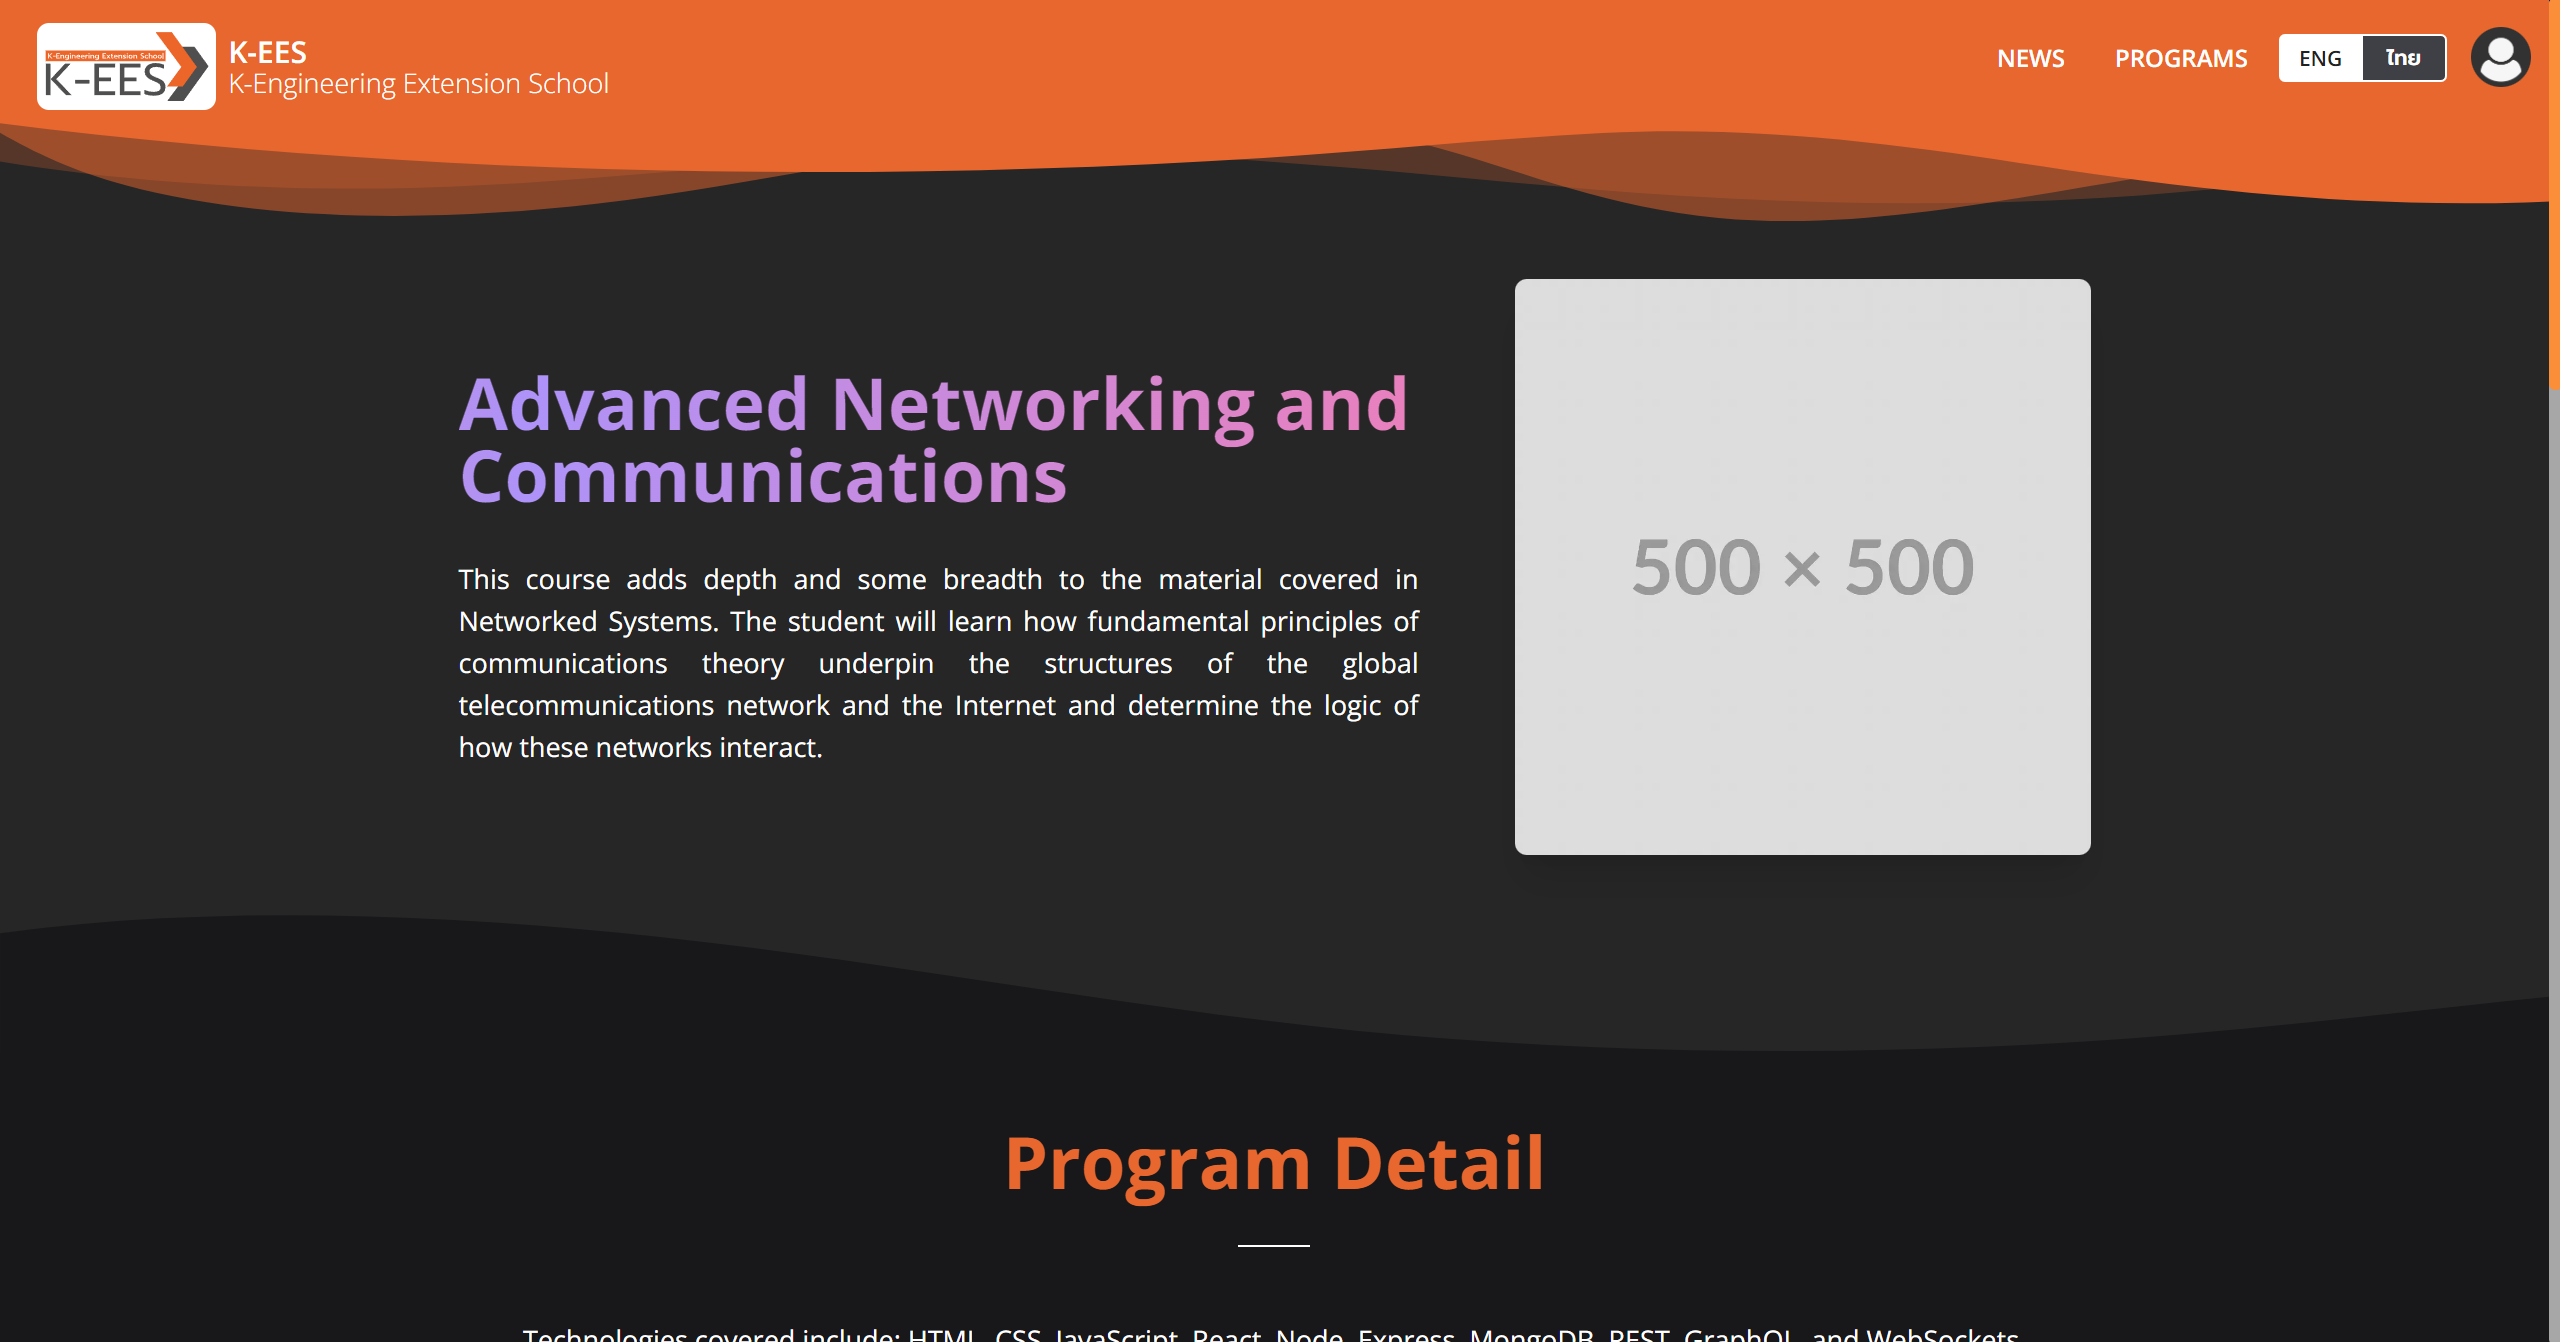 K-Engineering Extension School
K-EES
K-EES
K-Engineering Extension School
NEWS
PROGRAMS
ENG
ไทย
Advanced Networking and
Communications
This course adds depth and some breadth to the material covered in
Networked Systems. The student will learn how fundamental principles of
communications theory underpin the structures of the global
telecommunications network and the Internet and determine the logic of
how these networks interact.
500 × 500
Program Detail
Technologies covered include: HTML, CSS, JavaScript, React, Node, Express, MongoDB, REST, GraphQL, and WebSockets